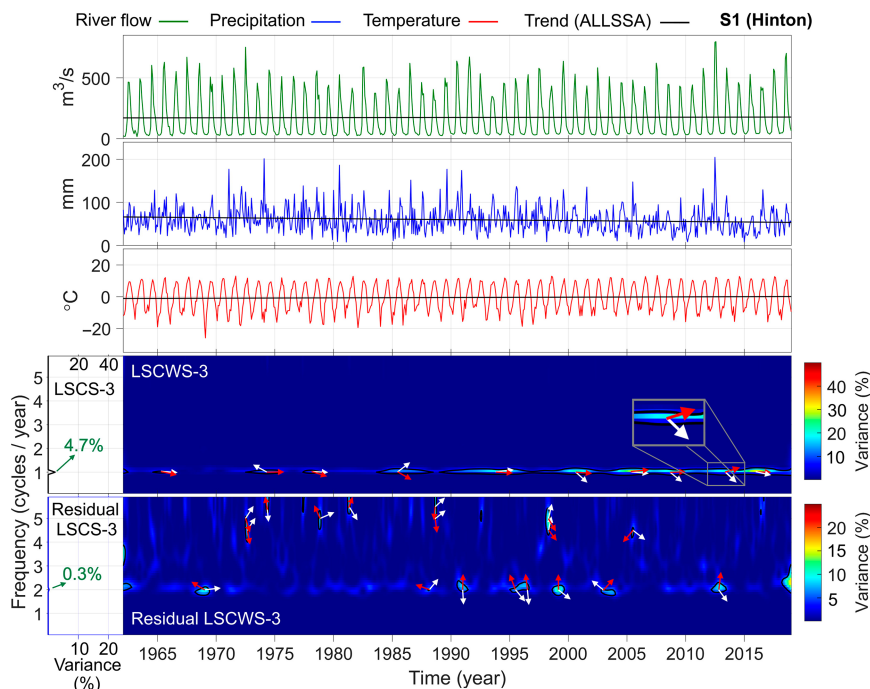 River flow Precipitation Temperature Trend (ALLSSA) S1 (Hinton)
m³/s
500
0
mm
200
100
0
°C
20
0
−20
Frequency (cycles / year)
20 40
LSCS-3
4.7%
5
4
3
2
1
LSCWS-3
40
30
20
10
Variance (%)
Residual
LSCS-3
0.3%
5
4
3
2
1
Residual LSCWS-3
20
15
10
5
Variance (%)
10 20
Variance
(%)
1965 1970 1975 1980 1985 1990 1995 2000 2005 2010 2015
Time (year)